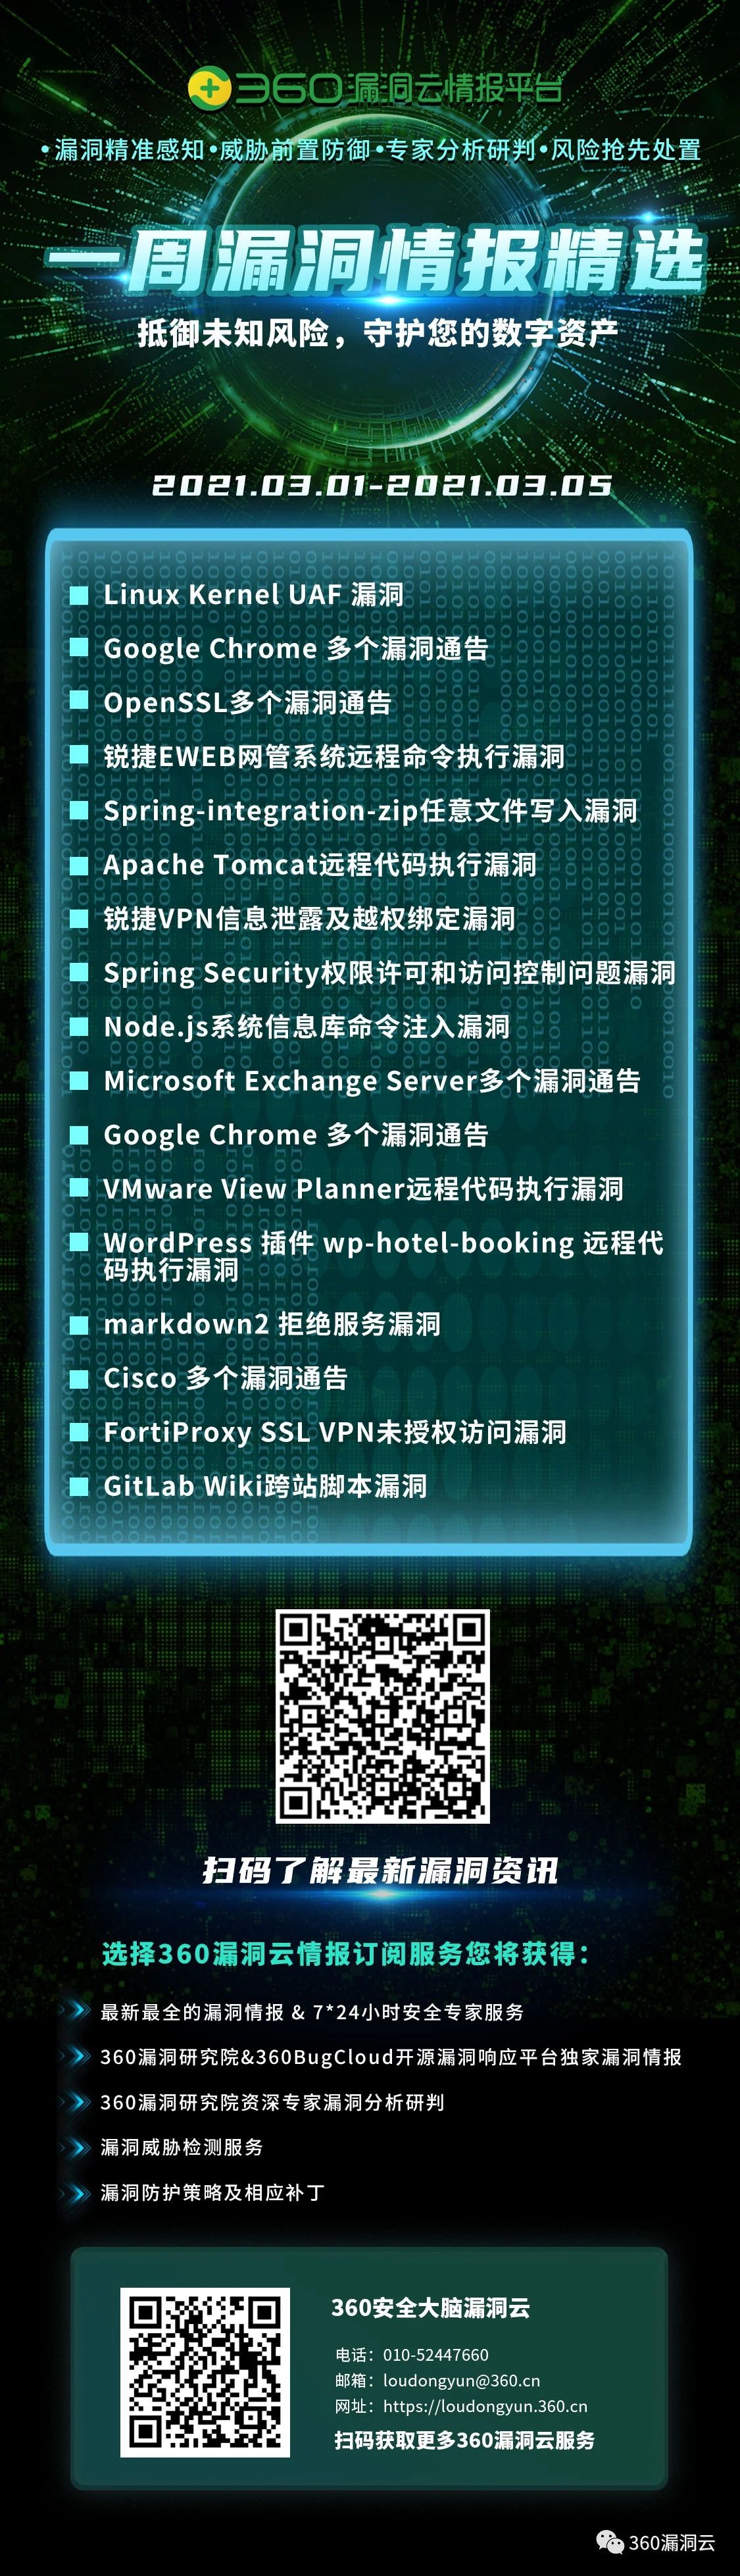 360漏洞云情报平台
•漏洞精准感知•威胁前置防御•专家分析研判•风险抢先处置
一周漏洞情报精选
抵御未知风险，守护您的数字资产
2021.03.01-2021.03.05
Linux Kernel UAF 漏洞
Google Chrome 多个漏洞通告
OpenSSL多个漏洞通告
锐捷EWEB网管系统远程命令执行漏洞
Spring-integration-zip任意文件写入漏洞
Apache Tomcat远程代码执行漏洞
锐捷VPN信息泄露及越权绑定漏洞
Spring Security权限许可和访问控制问题漏洞
Node.js系统信息库命令注入漏洞
Microsoft Exchange Server多个漏洞通告
Google Chrome 多个漏洞通告
VMware View Planner远程代码执行漏洞
WordPress 插件 wp-hotel-booking 远程代
码执行漏洞
markdown2 拒绝服务漏洞
Cisco 多个漏洞通告
FortiProxy SSL VPN未授权访问漏洞
GitLab Wiki跨站脚本漏洞
扫码了解最新漏洞资讯
选择360漏洞云情报订阅服务您将获得：
最新最全的漏洞情报 & 7*24小时安全专家服务
360漏洞研究院&360BugCloud开源漏洞响应平台独家漏洞情报
360漏洞研究院资深专家漏洞分析研判
漏洞威胁检测服务
漏洞防护策略及相应补丁
360安全大脑漏洞云
电话：010-52447660
邮箱：loudongyun@360.cn
网址：https://loudongyun.360.cn
扫码获取更多360漏洞云服务
360漏洞云